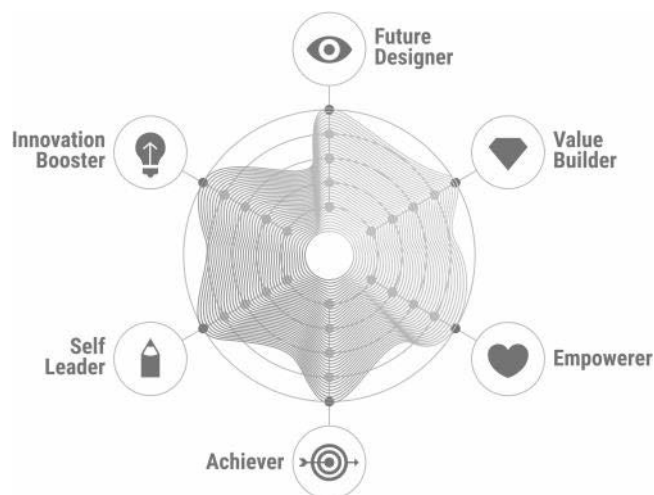 Future
Designer
Innovation
Booster
Value
Builder
Self
Leader
Empowerer
Achiever